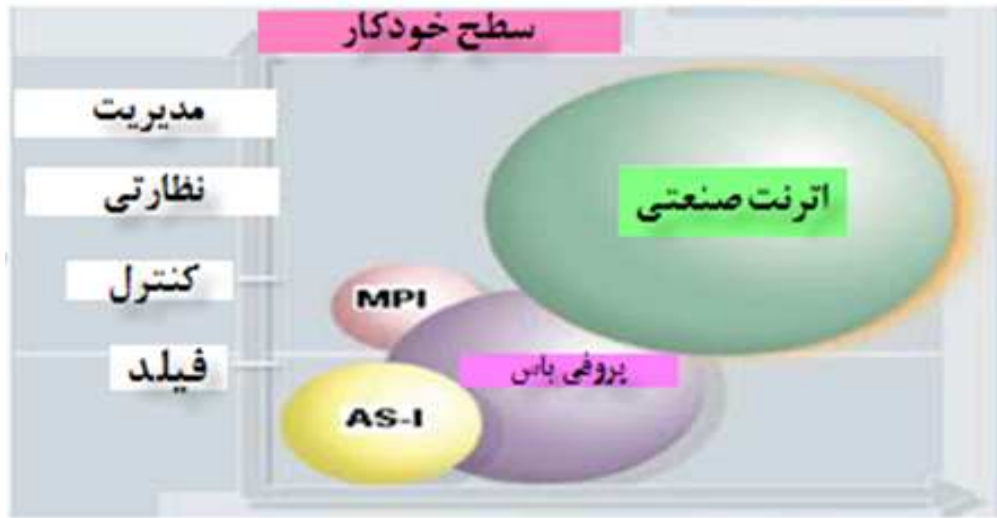 سطح خودکار
مدیریت
نظارتی
کنترل
فیلد
اترنت صنعتی
MPI
پروفی باس
AS-I